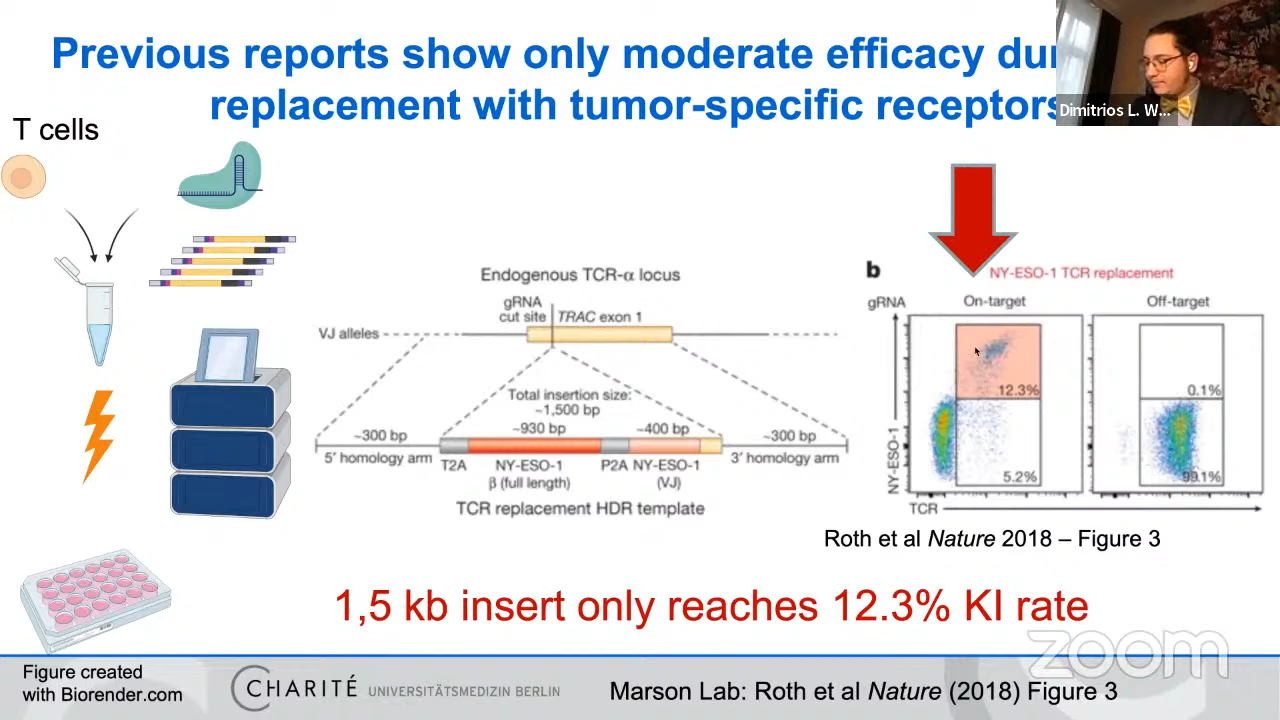 Previous reports show only moderate efficacy du
replacement with tumor-specific receptors
Dimitrios L. W...
T cells
b
NY-ESO-1 TCR replacement
gRNA
On-target
Off-target
Endogenous TCR-α locus
gRNA
cut site
TRAC exon 1
VJ alleles
Total insertion size:
~1,500 bp
~300 bp
~930 bp
~400 bp
~300 bp
5′ homology arm
T2A
NY-ESO-1
β (full length)
P2A
NY-ESO-1
(VJ)
3′ homology arm
TCR replacement HDR template
12.3%
5.2%
0.1%
99.1%
NY-ESO-1
TCR
Roth et al Nature 2018 – Figure 3
1,5 kb insert only reaches 12.3% KI rate
zoom
Figure created
with Biorender.com
CHARITÉ UNIVERSITÄTSMEDIZIN BERLIN
Marson Lab: Roth et al Nature (2018) Figure 3